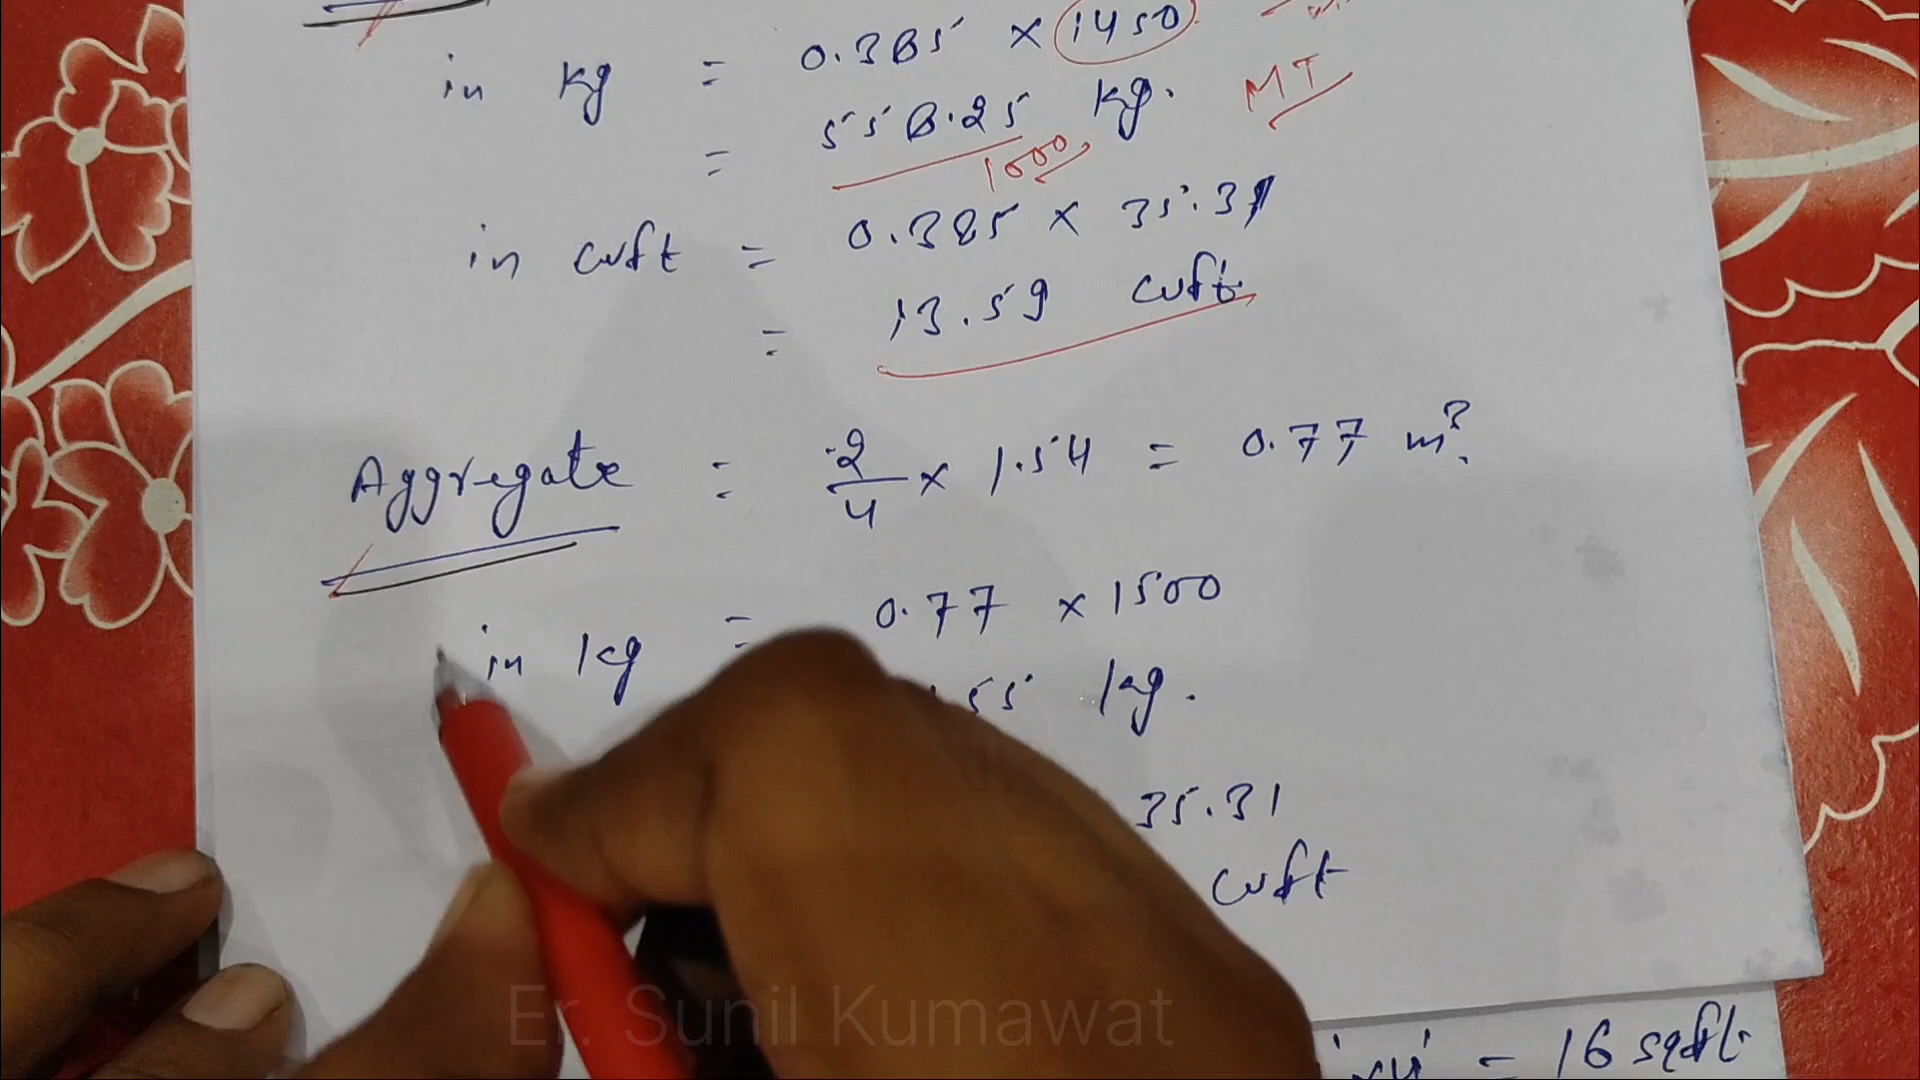 in kg = 0.385 × 1450
= 558.25 kg. MT
1000
in cuft = 0.385 × 35.31
= 13.59 cuft
Aggregate = 2/4 × 1.54 = 0.77 m³.
in kg = 0.77 × 1500
55 kg.
35.31
cuft
= 16 sqft.
Er. Sunil Kumawat